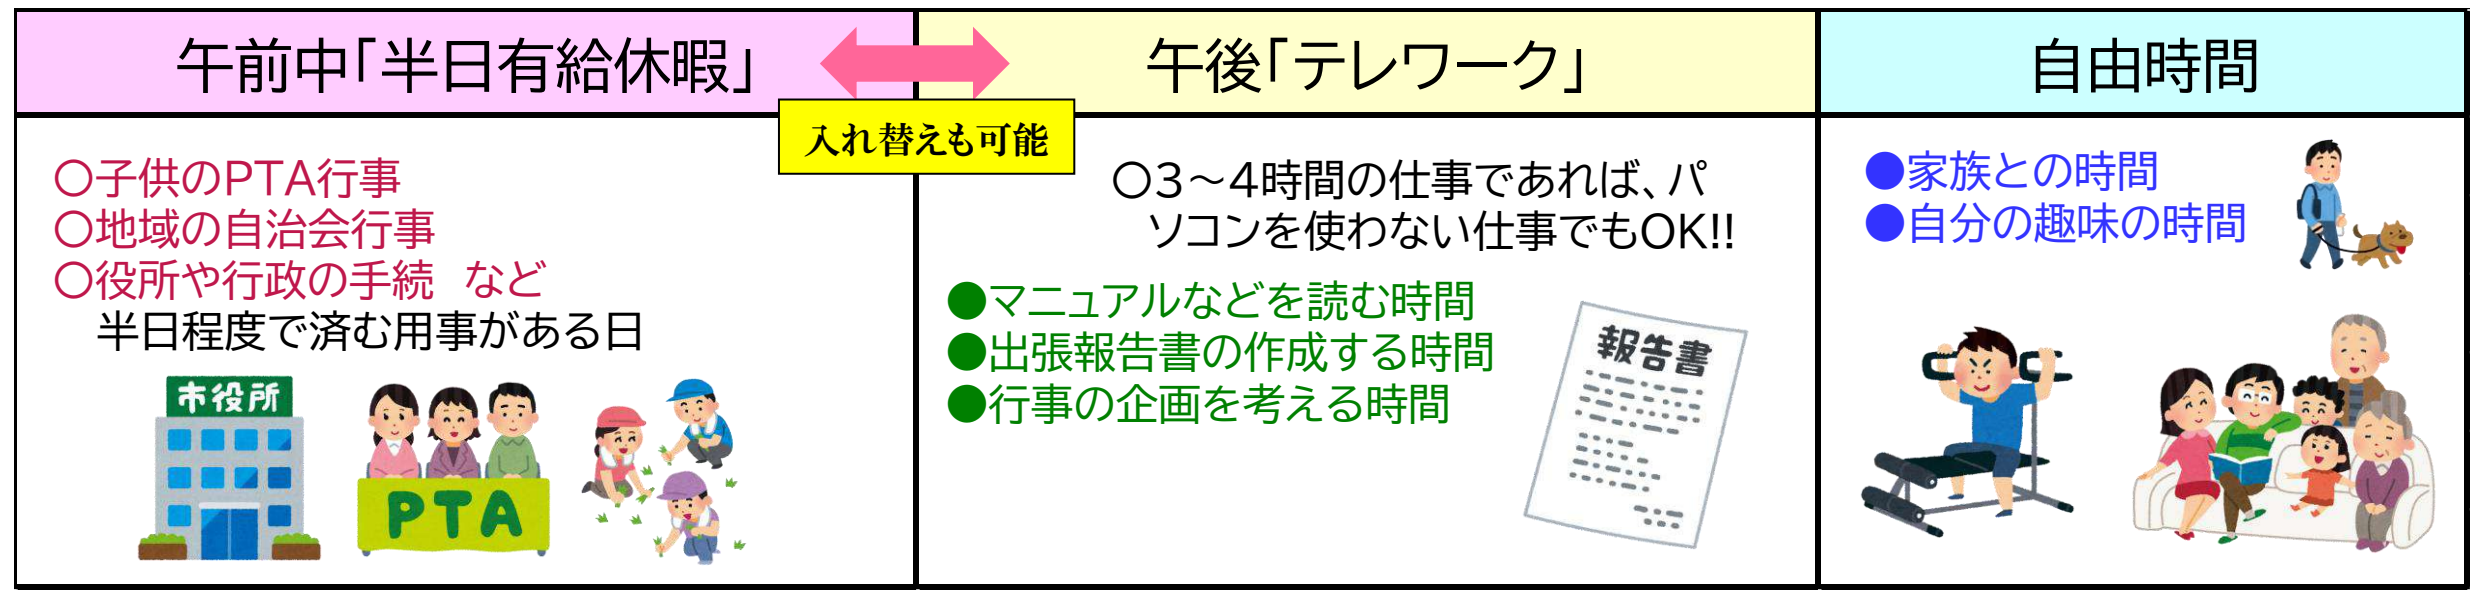 午前中「半日有給休暇」
午後「テレワーク」
自由時間
入れ替えも可能
○子供のPTA行事
○地域の自治会行事
○役所や行政の手続　など
半日程度で済む用事がある日
市役所
PTA
○3～4時間の仕事であれば、パ
ソコンを使わない仕事でもOK!!
●マニュアルなどを読む時間
●出張報告書の作成する時間
●行事の企画を考える時間
報告書
●家族との時間
●自分の趣味の時間